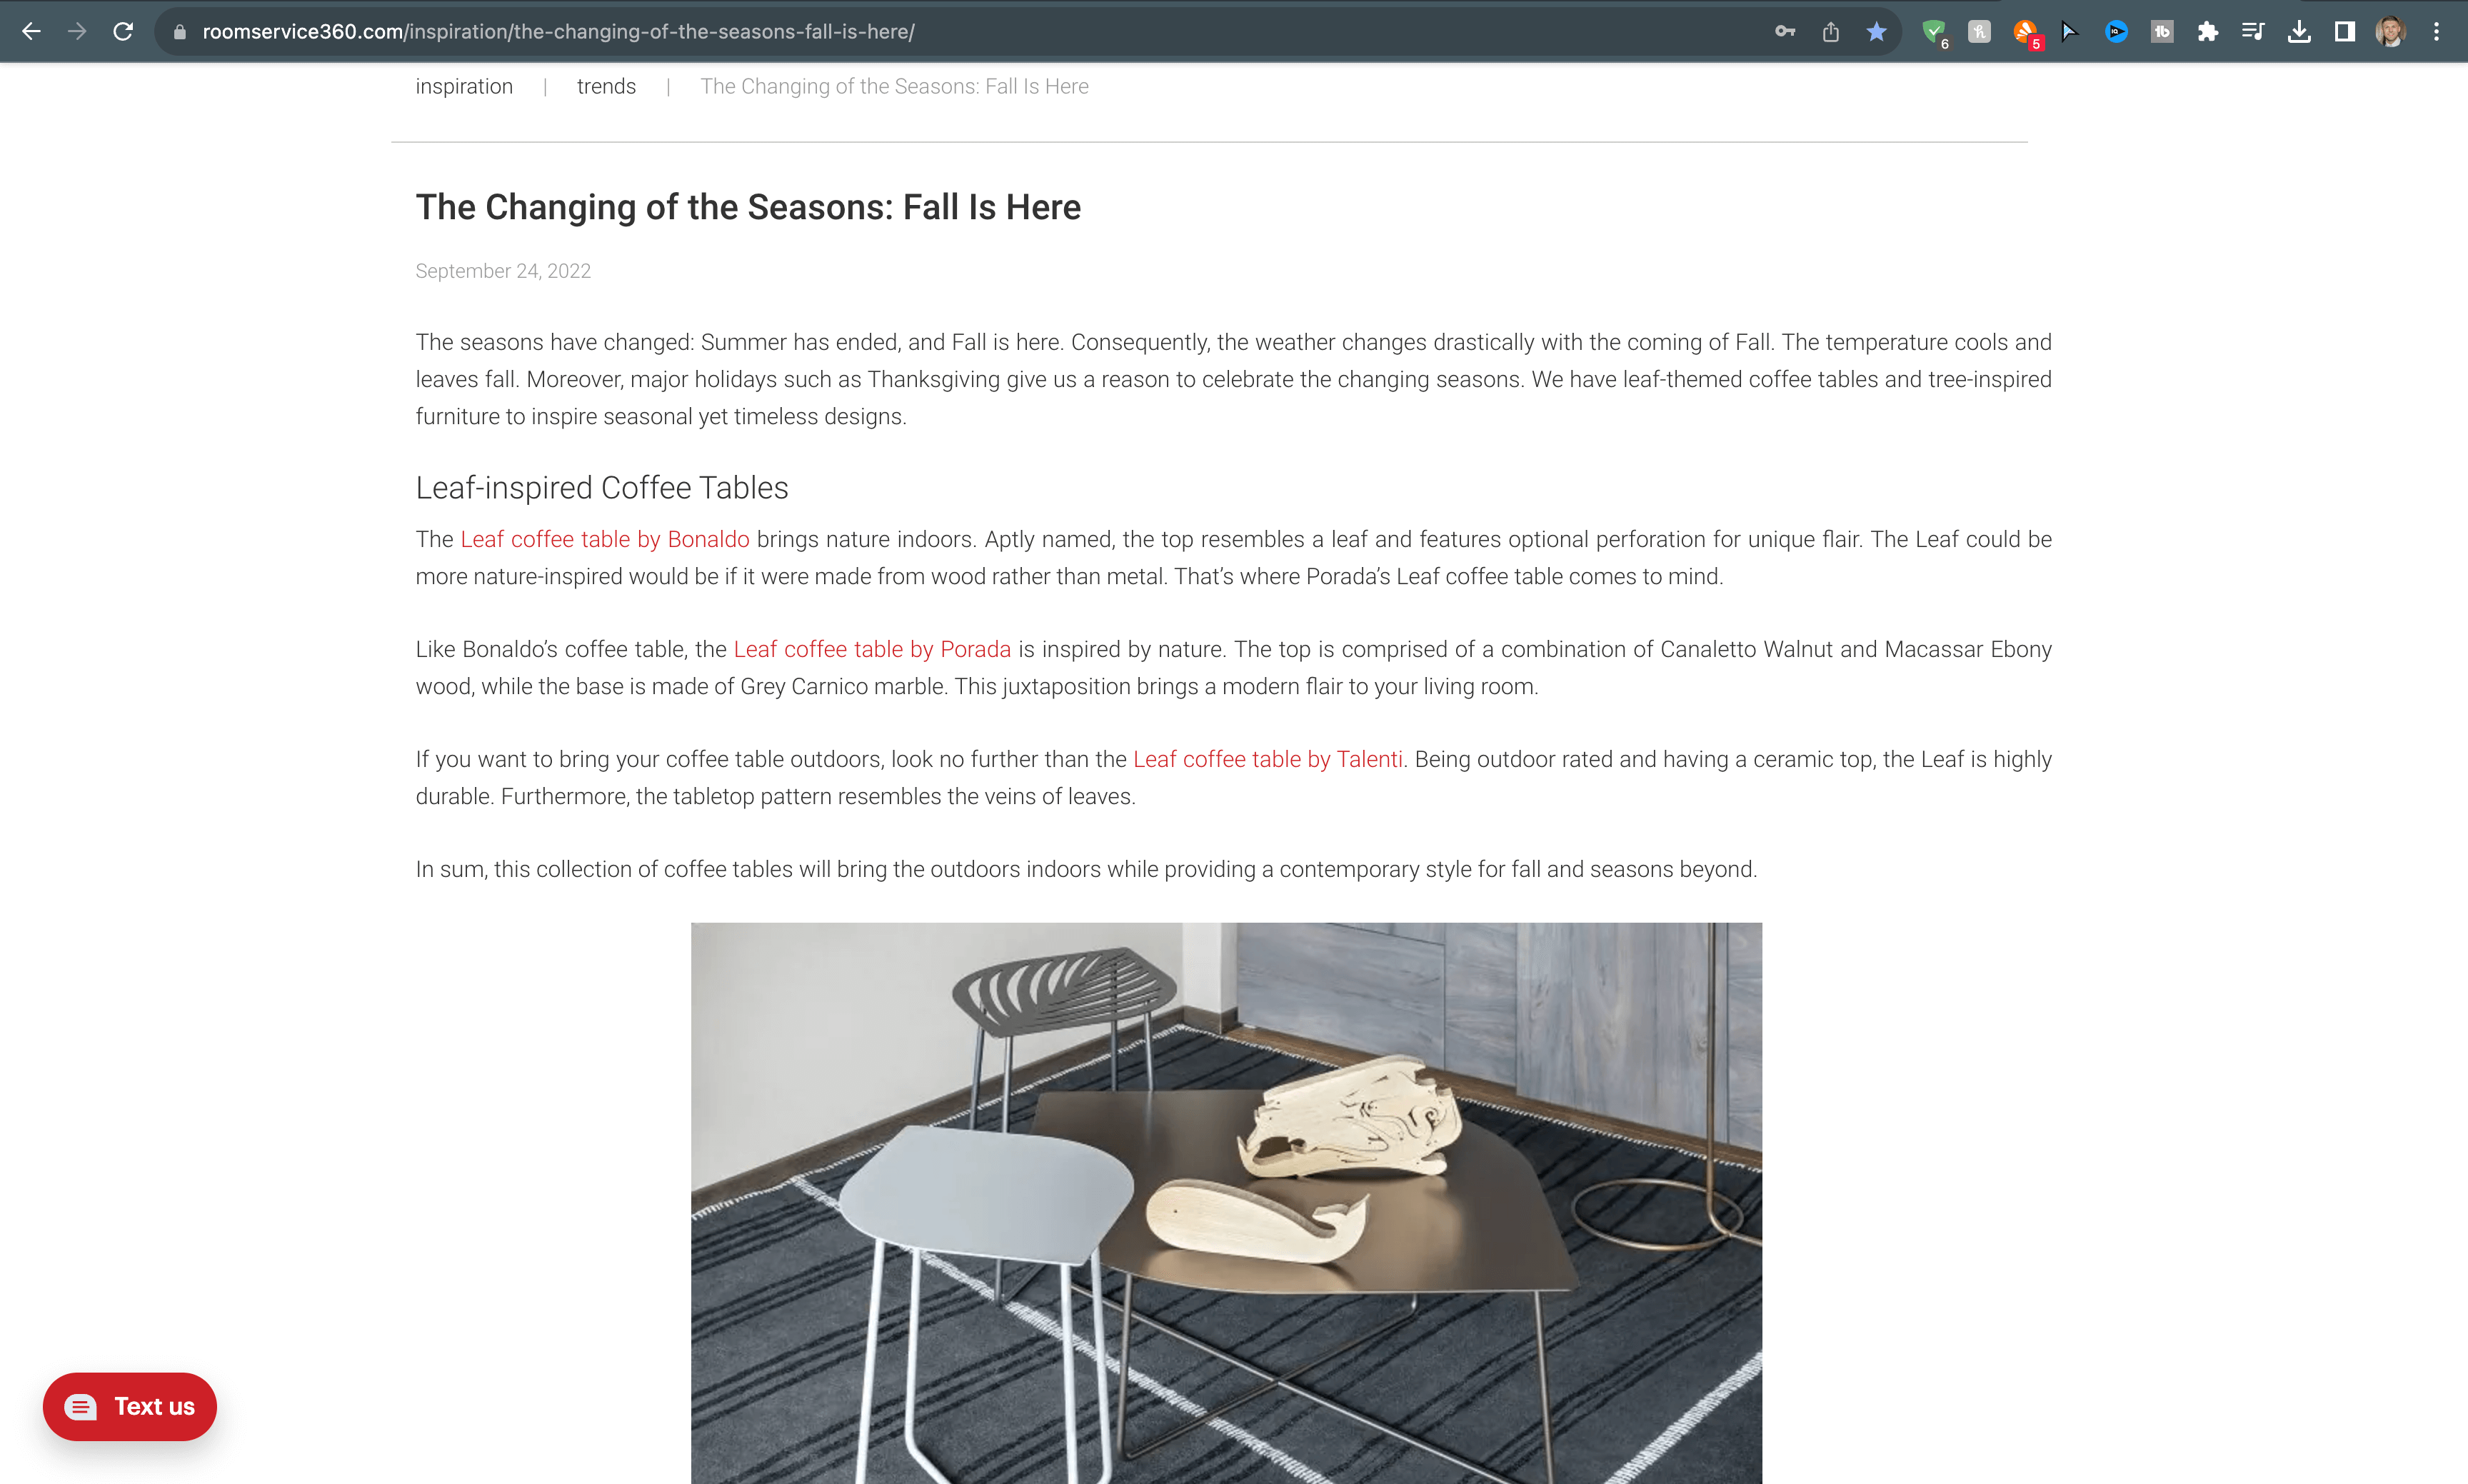 roomservice360.com/inspiration/the-changing-of-the-seasons-fall-is-here/
6
5
inspiration | trends | The Changing of the Seasons: Fall Is Here
The Changing of the Seasons: Fall Is Here
September 24, 2022
The seasons have changed: Summer has ended, and Fall is here. Consequently, the weather changes drastically with the coming of Fall. The temperature cools and
leaves fall. Moreover, major holidays such as Thanksgiving give us a reason to celebrate the changing seasons. We have leaf-themed coffee tables and tree-inspired
furniture to inspire seasonal yet timeless designs.
Leaf-inspired Coffee Tables
The Leaf coffee table by Bonaldo brings nature indoors. Aptly named, the top resembles a leaf and features optional perforation for unique flair. The Leaf could be
more nature-inspired would be if it were made from wood rather than metal. That’s where Porada’s Leaf coffee table comes to mind.
Like Bonaldo’s coffee table, the Leaf coffee table by Porada is inspired by nature. The top is comprised of a combination of Canaletto Walnut and Macassar Ebony
wood, while the base is made of Grey Carnico marble. This juxtaposition brings a modern flair to your living room.
If you want to bring your coffee table outdoors, look no further than the Leaf coffee table by Talenti. Being outdoor rated and having a ceramic top, the Leaf is highly
durable. Furthermore, the tabletop pattern resembles the veins of leaves.
In sum, this collection of coffee tables will bring the outdoors indoors while providing a contemporary style for fall and seasons beyond.
Text us